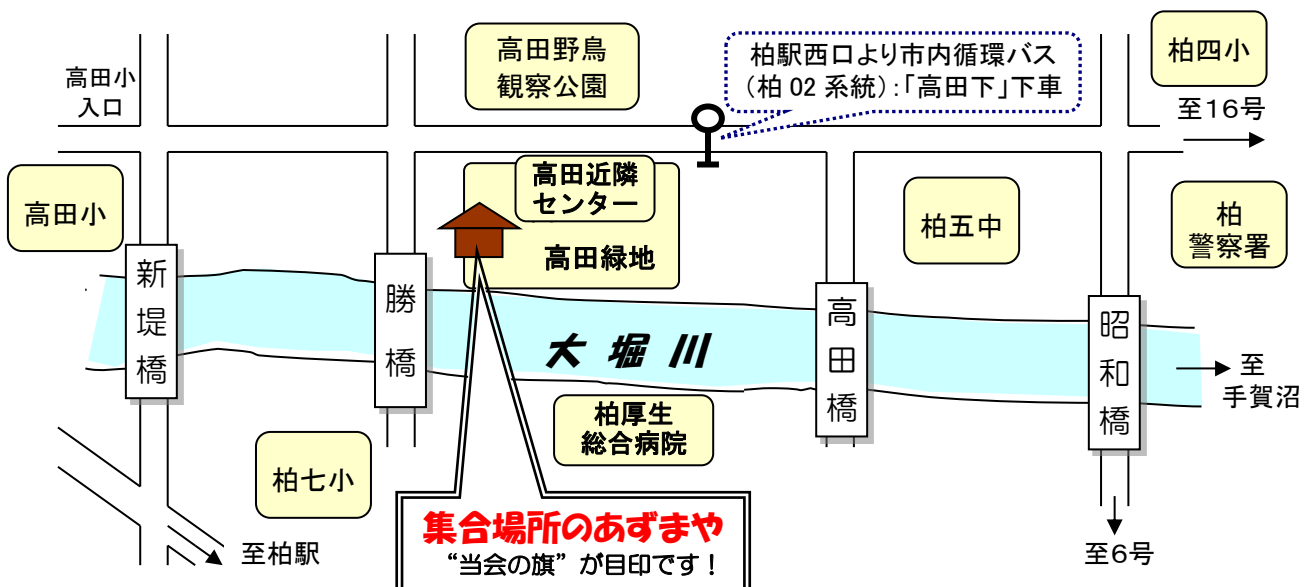 高田小
入口
高田野鳥
観察公園
柏駅西口より市内循環バス
(柏 02 系統):「高田下」下車
柏四小
至16号
高田小
高田近隣
センター
高田緑地
柏五中
柏
警察署
新堤橋
勝橋
大堀川
高田橋
昭和橋
至
手賀沼
柏厚生
総合病院
柏七小
集合場所のあずまや
“当会の旗”が目印です!
至柏駅
至6号